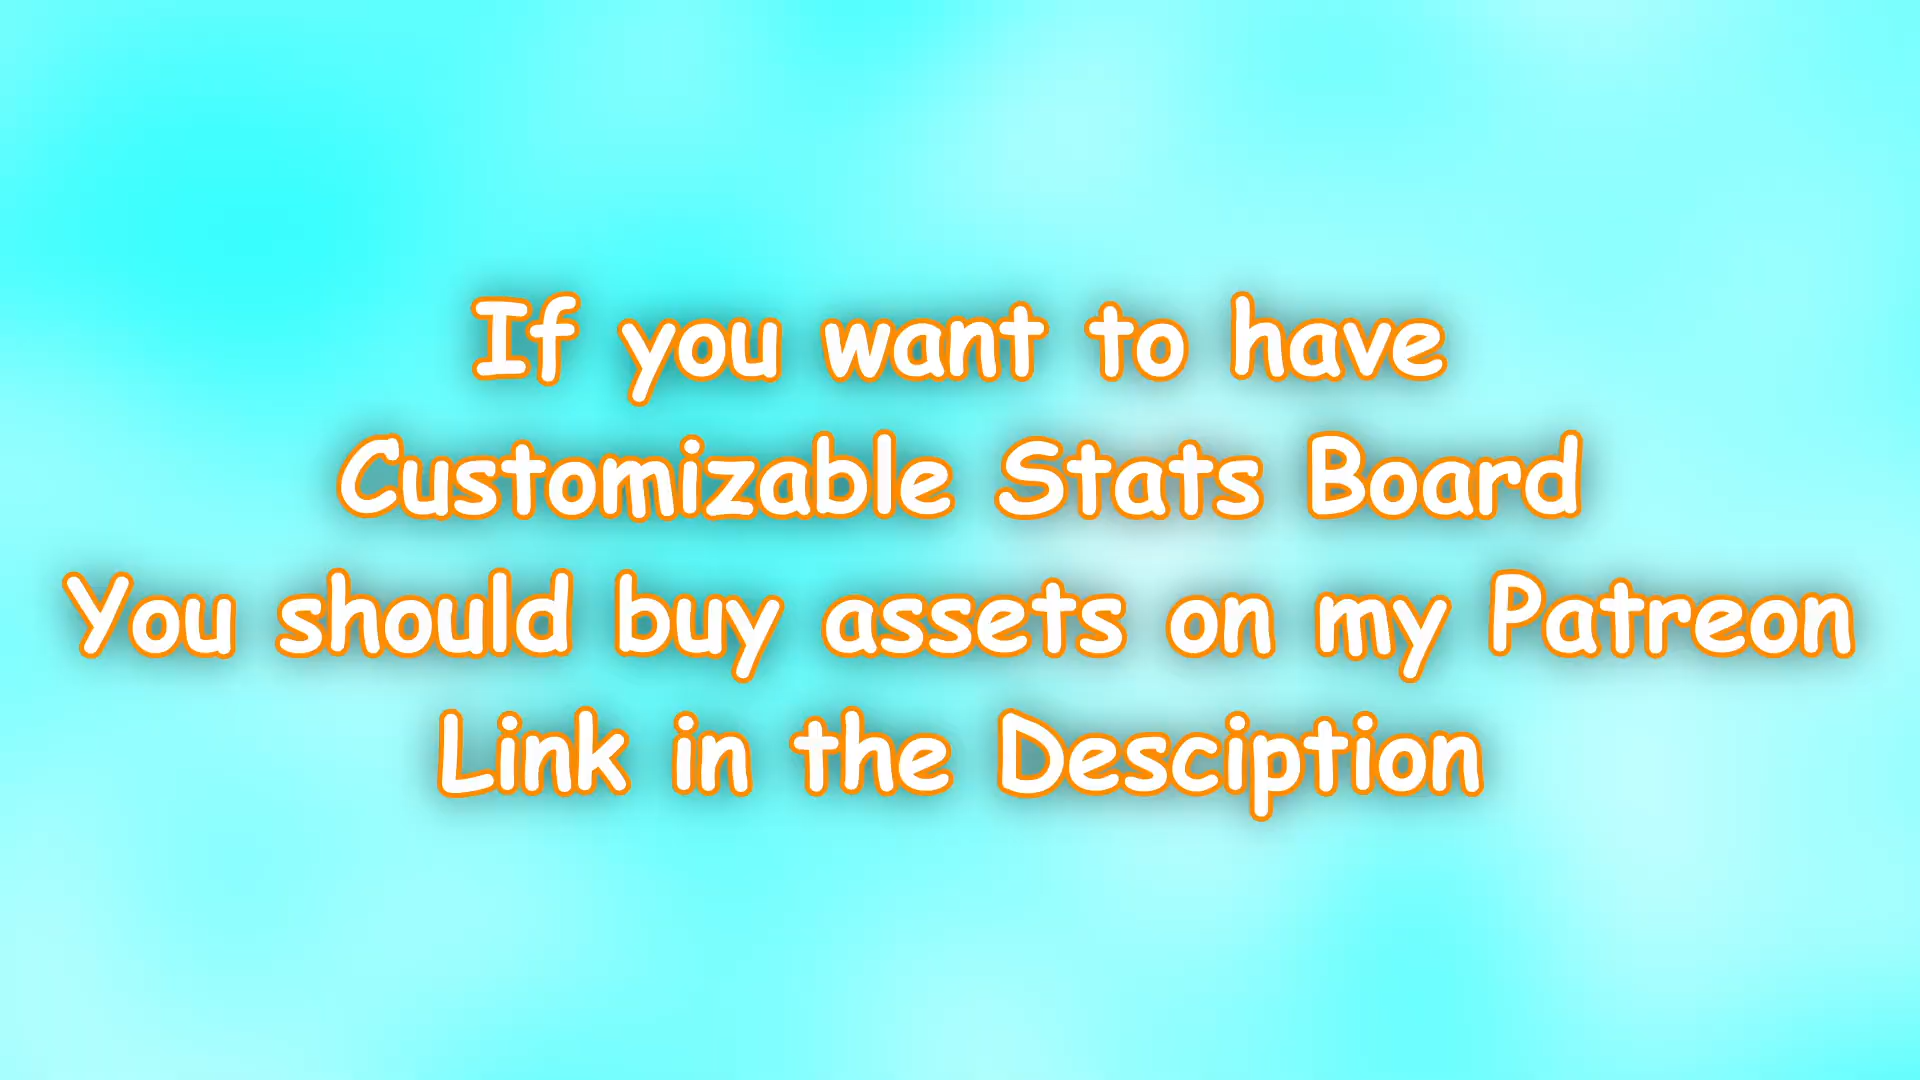 If you want to have
Customizable Stats Board
You should buy assets on my Patreon
Link in the Desciption